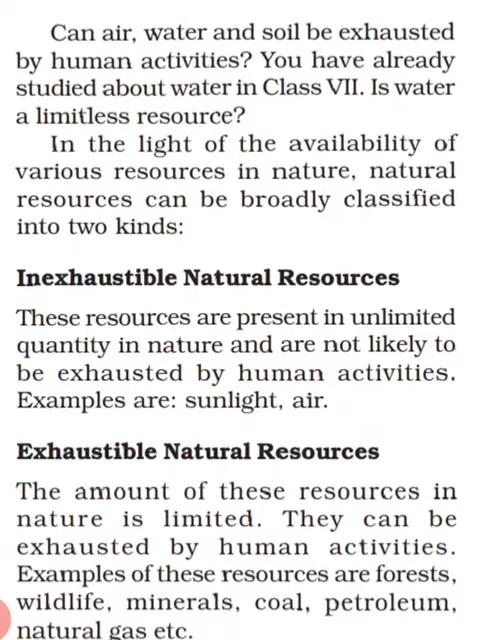 Can air, water and soil be exhausted
by human activities? You have already
studied about water in Class VII. Is water
a limitless resource?
In the light of the availability of
various resources in nature, natural
resources can be broadly classified
into two kinds:
Inexhaustible Natural Resources
These resources are present in unlimited
quantity in nature and are not likely to
be exhausted by human activities.
Examples are: sunlight, air.
Exhaustible Natural Resources
The amount of these resources in
nature is limited. They can be
exhausted by human activities.
Examples of these resources are forests,
wildlife, minerals, coal, petroleum,
natural gas etc.